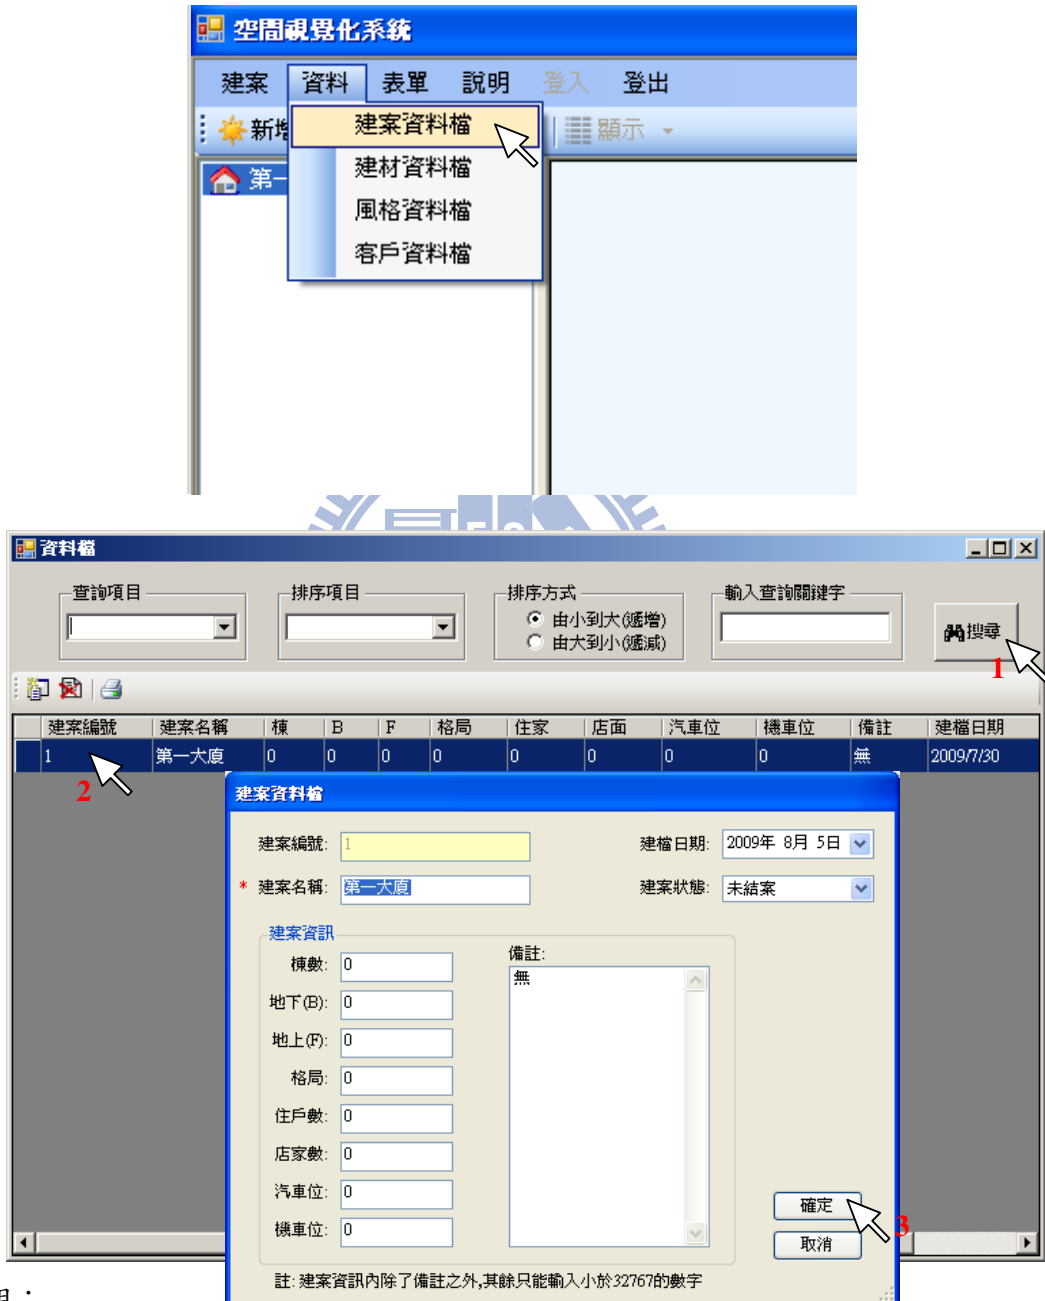 空間視覺化系統
建案 資料 表單 說明 登入 登出
新增
顯示
建案資料檔
建材資料檔
風格資料檔
客戶資料檔
第一
資料檔
查詢項目 排序項目 排序方式 輸入查詢關鍵字
由小到大(遞增)
由大到小(遞減)
搜尋
1
建案編號 建案名稱 棟 B F 格局 住家 店面 汽車位 機車位 備註 建檔日期
1 第一大廈 0 0 0 0 0 0 0 0 無 2009/7/30
2
建案資料檔
建案編號: 1 建檔日期: 2009年 8月 5日
* 建案名稱: 第一大廈 建案狀態: 未結案
建案資訊
棟數: 0
地下(B): 0
地上(F): 0
格局: 0
住戶數: 0
店家數: 0
汽車位: 0
機車位: 0
備註:
無
確定
3
取消
註: 建案資訊內除了備註之外,其餘只能輸入小於32767的數字